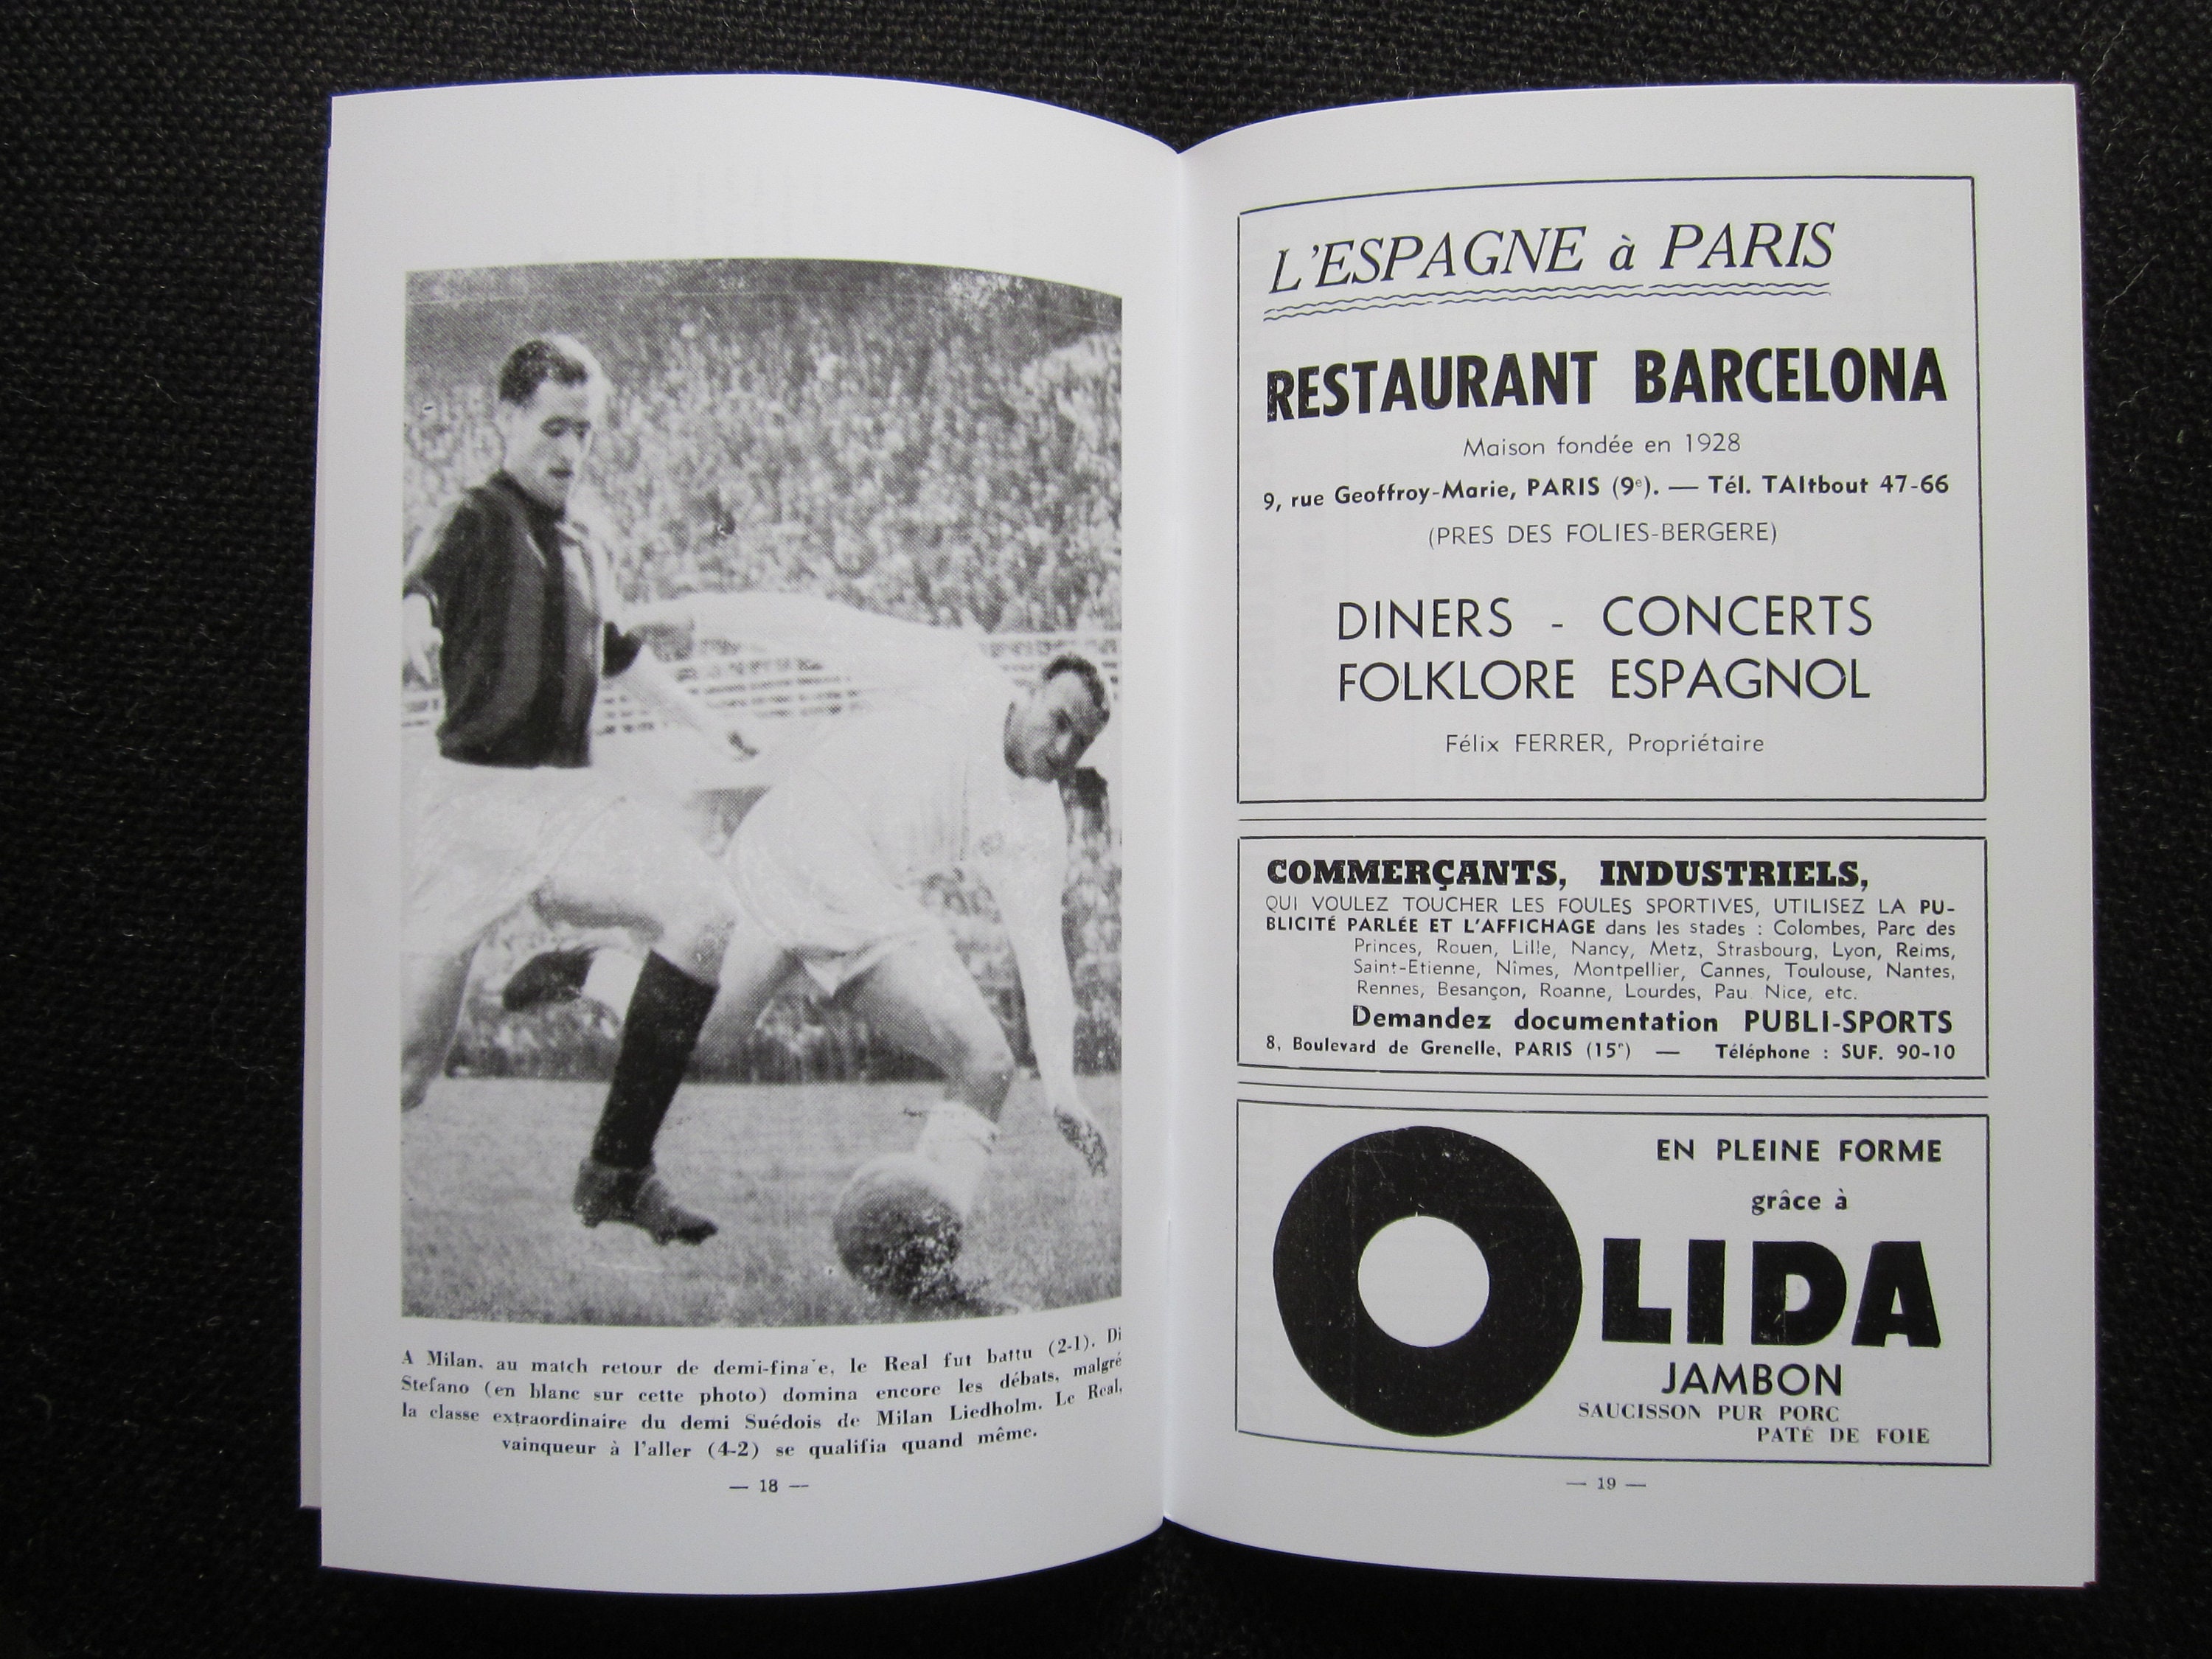 A Milan, au match retour de demi-fina'e, le Real fut battu (2-1). Di
Stefano (en blanc sur cette photo) domina encore les débats, malgré
la classe extraordinaire du demi Suédois de Milan Liedholm. Le Real,
vainqueur à l'aller (4-2) se qualifia quand même.
— 18 —
L'ESPAGNE à PARIS
RESTAURANT BARCELONA
Maison fondée en 1928
9, rue Geoffroy-Marie, PARIS (9e). — Tél. TAItbout 47-66
(PRES DES FOLIES-BERGERE)
DINERS - CONCERTS
FOLKLORE ESPAGNOL
Félix FERRER, Propriétaire
COMMERÇANTS, INDUSTRIELS,
QUI VOULEZ TOUCHER LES FOULES SPORTIVES, UTILISEZ LA PU-
BLICITÉ PARLÉE ET L'AFFICHAGE dans les stades : Colombes, Parc des
Princes, Rouen, Lille, Nancy, Metz, Strasbourg, Lyon, Reims,
Saint-Etienne, Nîmes, Montpellier, Cannes, Toulouse, Nantes,
Rennes, Besançon, Roanne, Lourdes, Pau Nice, etc.
Demandez documentation PUBLI-SPORTS
8, Boulevard de Grenelle, PARIS (15e) — Téléphone : SUF. 90-10
EN PLEINE FORME
grâce à
OLIDA
JAMBON
SAUCISSON PUR PORC
PATÉ DE FOIE
— 19 —